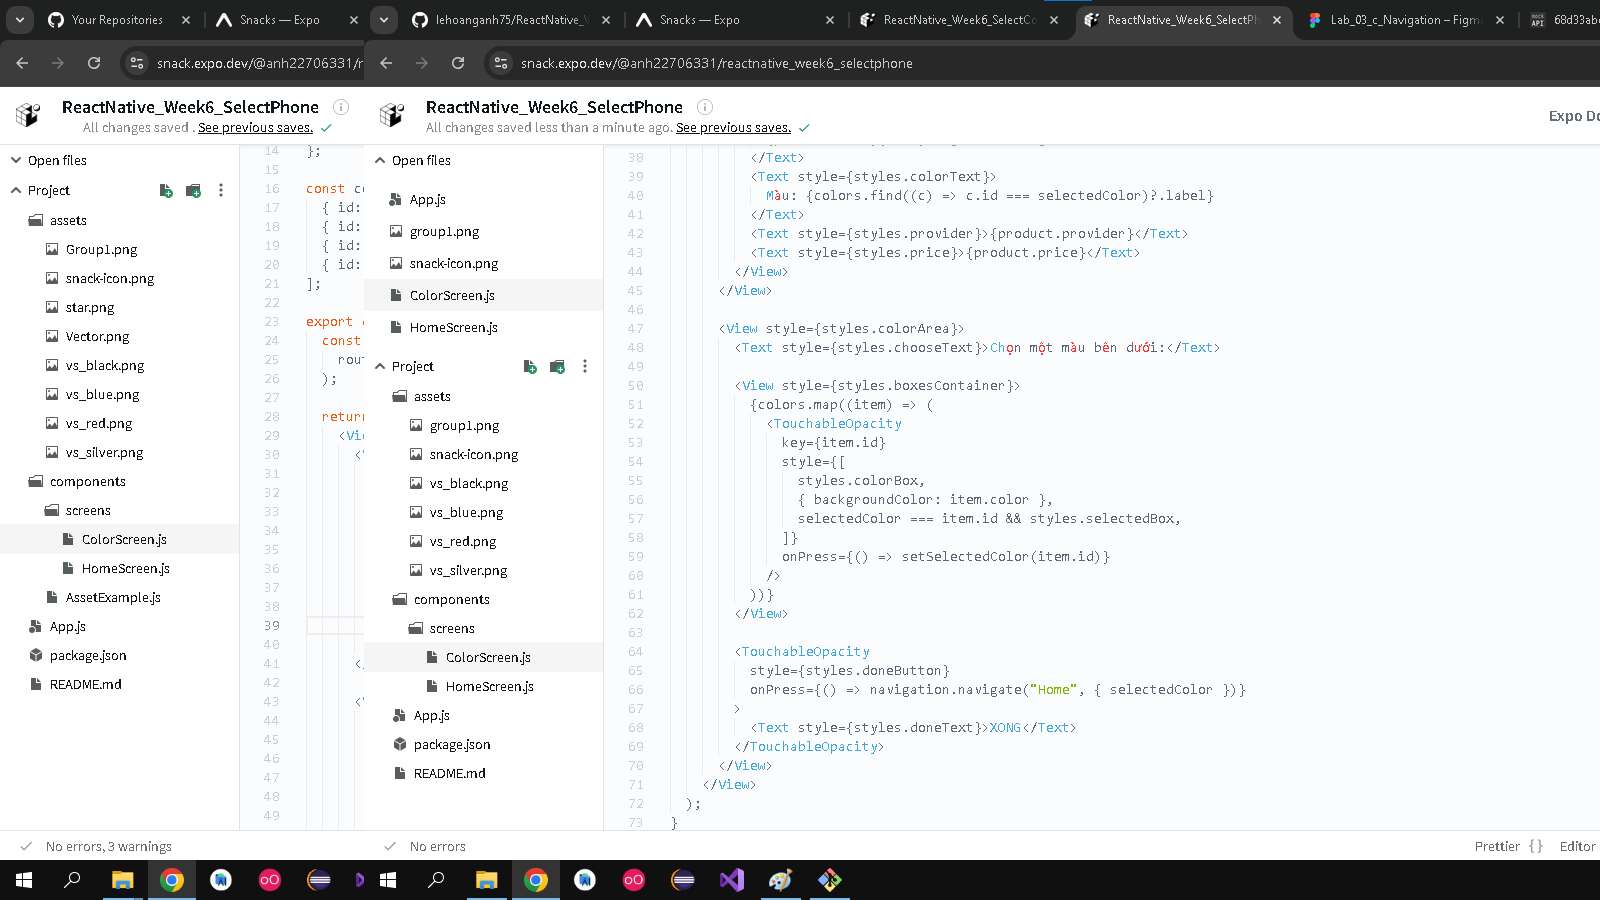 Your Repositories
Snacks — Expo
lehoanganh75/ReactNative_
Snacks — Expo
ReactNative_Week6_SelectCo
ReactNative_Week6_SelectPh
Lab_03_c_Navigation – Figm
68d33ab
snack.expo.dev/@anh22706331/r
snack.expo.dev/@anh22706331/reactnative_week6_selectphone
ReactNative_Week6_SelectPhone
All changes saved . See previous saves.
Open files
Project
assets
Group1.png
snack-icon.png
star.png
Vector.png
vs_black.png
vs_blue.png
vs_red.png
vs_silver.png
components
screens
ColorScreen.js
HomeScreen.js
AssetExample.js
App.js
package.json
README.md
14 };
15
16 const c
17 { id:
18 { id:
19 { id:
20 { id:
21 ];
22
23 export
24 const
25 rou
26 );
27
28 return
29 <Vi
30 <
31
32
33
34
35
36
37
38
39
40
41 <
42
43 <
44
45
46
47
48
49
No errors, 3 warnings
ReactNative_Week6_SelectPhone
All changes saved less than a minute ago. See previous saves.
Expo Do
Open files
App.js
group1.png
snack-icon.png
ColorScreen.js
HomeScreen.js
Project
assets
group1.png
snack-icon.png
vs_black.png
vs_blue.png
vs_red.png
vs_silver.png
components
screens
ColorScreen.js
HomeScreen.js
App.js
package.json
README.md
38 </Text>
39 <Text style={styles.colorText}>
40 Màu: {colors.find((c) => c.id === selectedColor)?.label}
41 </Text>
42 <Text style={styles.provider}>{product.provider}</Text>
43 <Text style={styles.price}>{product.price}</Text>
44 </View>
45 </View>
46
47 <View style={styles.colorArea}>
48 <Text style={styles.chooseText}>Chọn một màu bên dưới:</Text>
49
50 <View style={styles.boxesContainer}>
51 {colors.map((item) => (
52 <TouchableOpacity
53 key={item.id}
54 style={[
55 styles.colorBox,
56 { backgroundColor: item.color },
57 selectedColor === item.id && styles.selectedBox,
58 ]}
59 onPress={() => setSelectedColor(item.id)}
60 />
61 ))}
62 </View>
63
64 <TouchableOpacity
65 style={styles.doneButton}
66 onPress={() => navigation.navigate("Home", { selectedColor })}
67 >
68 <Text style={styles.doneText}>XONG</Text>
69 </TouchableOpacity>
70 </View>
71 </View>
72 );
73 }
No errors
Prettier {}
Editor